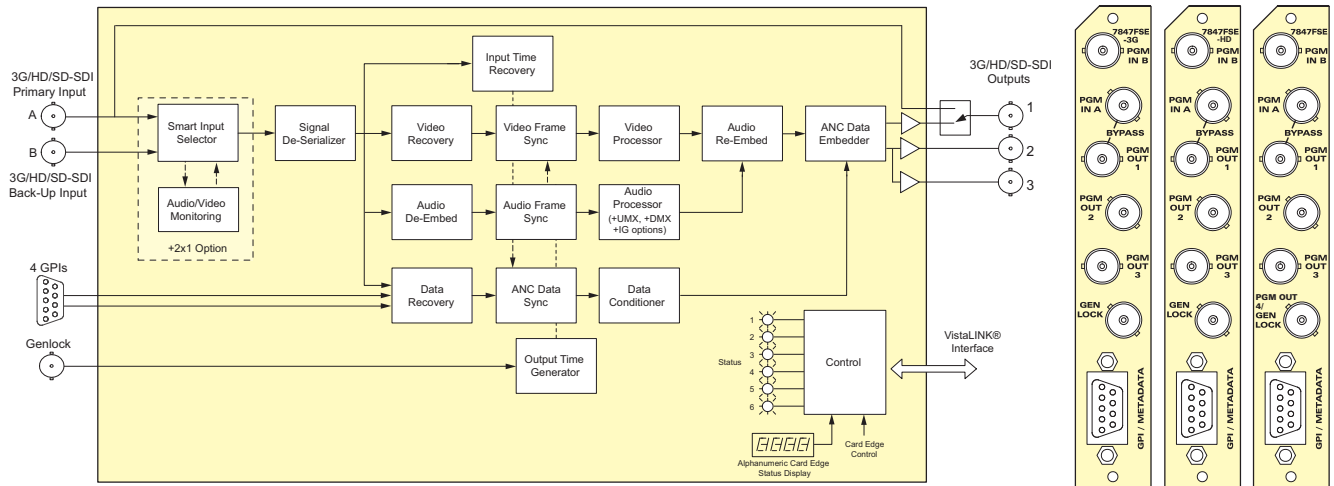 3G/HD/SD-SDI
Primary Input
A
B
3G/HD/SD-SDI
Back-Up Input
4 GPIs
Genlock
Smart Input
Selector
Audio/Video
Monitoring
+2x1 Option
Signal
De-Serializer
Input Time
Recovery
Video
Recovery
Video Frame
Sync
Video
Processor
Audio
Re-Embed
ANC Data
Embedder
Audio
De-Embed
Audio Frame
Sync
Audio
Processor
(+UMX, +DMX
+IG options)
Data
Recovery
ANC Data
Sync
Data
Conditioner
Output Time
Generator
Status
1
2
3
4
5
6
Control
Alphanumeric Card Edge
Status Display
Card Edge
Control
3G/HD/SD-SDI
Outputs
1
2
3
VistaLINK®
Interface
7847FSE
-3G
PGM
IN B
PGM
IN A
BYPASS
PGM
OUT
1
PGM
OUT
2
PGM
OUT
3
GEN
LOCK
GPI / METADATA
7847FSE
-HD
PGM
IN B
PGM
IN A
BYPASS
PGM
OUT
1
PGM
OUT
2
PGM
OUT
3
GEN
LOCK
GPI / METADATA
7847FSE
PGM
IN B
PGM
IN A
BYPASS
PGM
OUT
1
PGM
OUT
2
PGM
OUT
3
PGM OUT
4/
GEN
LOCK
GPI / METADATA